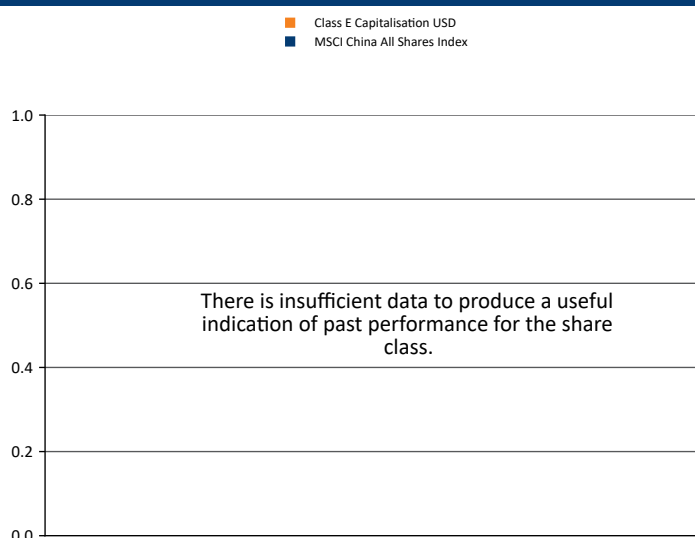 Class E Capitalisation USD
MSCI China All Shares Index
1.0
0.8
0.6
There is insufficient data to produce a useful
indication of past performance for the share
class.
0.4
0.2
0.0